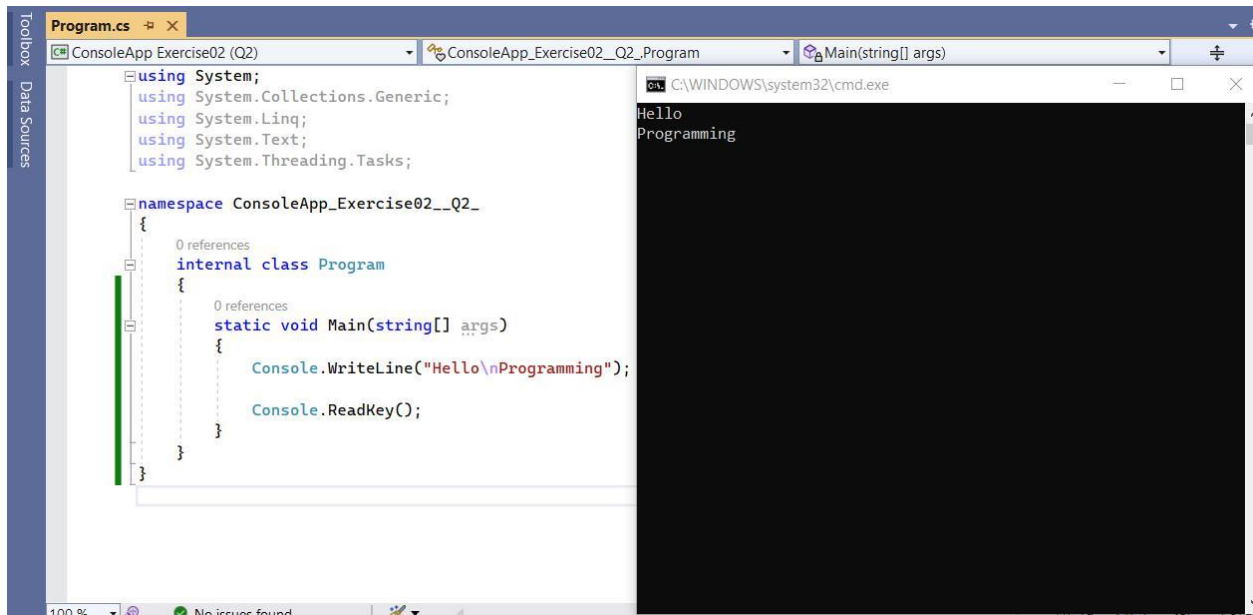 Toolbox
Data Sources
Program.cs
C# ConsoleApp Exercise02 (Q2)
ConsoleApp_Exercise02__Q2_.Program
Main(string[] args)
using System;
using System.Collections.Generic;
using System.Linq;
using System.Text;
using System.Threading.Tasks;
namespace ConsoleApp_Exercise02__Q2_
{
0 references
internal class Program
{
0 references
static void Main(string[] args)
{
Console.WriteLine("Hello\nProgramming");
Console.ReadKey();
}
}
}
100 %
No issues found
C:\WINDOWS\system32\cmd.exe
Hello
Programming